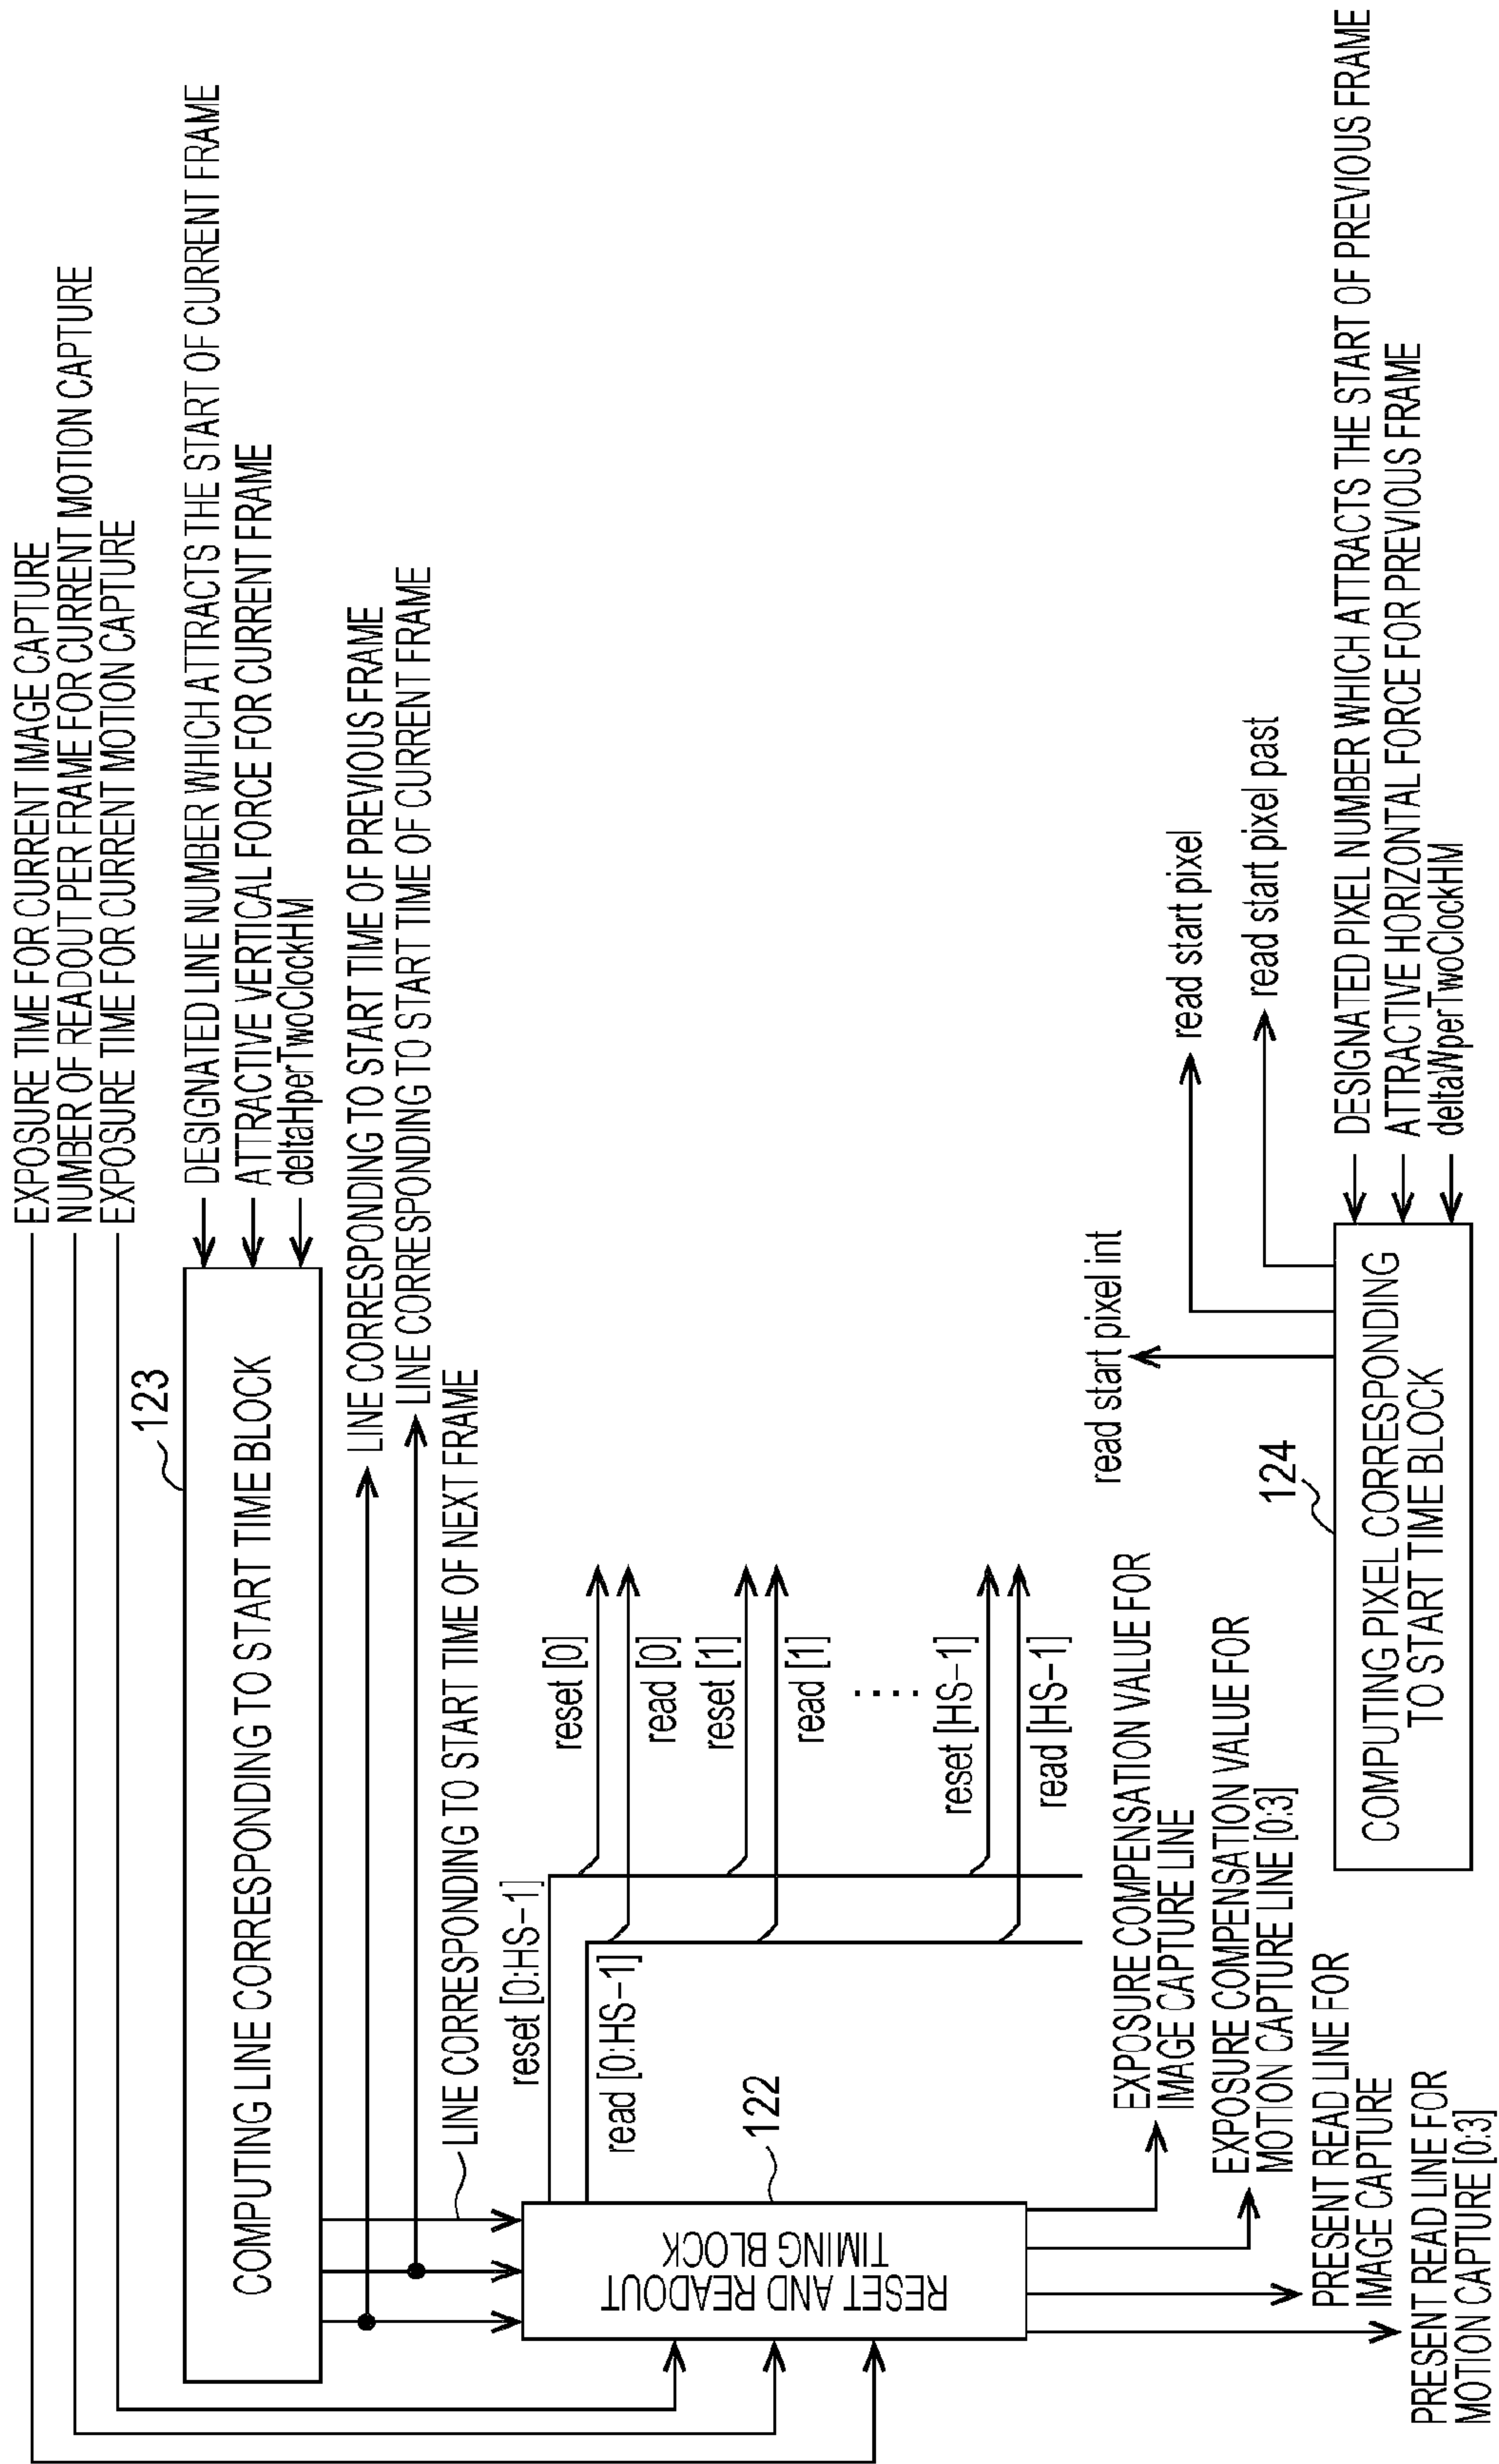 EXPOSURE TIME FOR CURRENT IMAGE CAPTURE
NUMBER OF READOUT PER FRAME FOR CURRENT MOTION CAPTURE
EXPOSURE TIME FOR CURRENT MOTION CAPTURE
DESIGNATED LINE NUMBER WHICH ATTRACTS THE START OF CURRENT FRAME
ATTRACTIVE VERTICAL FORCE FOR CURRENT FRAME
deltaHperTwoClockHM
123
COMPUTING LINE CORRESPONDING TO START TIME BLOCK
LINE CORRESPONDING TO START TIME OF PREVIOUS FRAME
LINE CORRESPONDING TO START TIME OF CURRENT FRAME
LINE CORRESPONDING TO START TIME OF NEXT FRAME
reset [0:HS-1]
read [0:HS-1]
reset [0]
read [0]
reset [1]
read [1]
....
reset [HS-1]
read [HS-1]
122
RESET AND READOUT
TIMING BLOCK
EXPOSURE COMPENSATION VALUE FOR
IMAGE CAPTURE LINE
EXPOSURE COMPENSATION VALUE FOR
MOTION CAPTURE LINE [0:3]
PRESENT READ LINE FOR
IMAGE CAPTURE
PRESENT READ LINE FOR
MOTION CAPTURE [0:3]
read start pixel int
read start pixel
read start pixel past
124
COMPUTING PIXEL CORRESPONDING
TO START TIME BLOCK
DESIGNATED PIXEL NUMBER WHICH ATTRACTS THE START OF PREVIOUS FRAME
ATTRACTIVE HORIZONTAL FORCE FOR PREVIOUS FRAME
deltaWperTwoClockHM